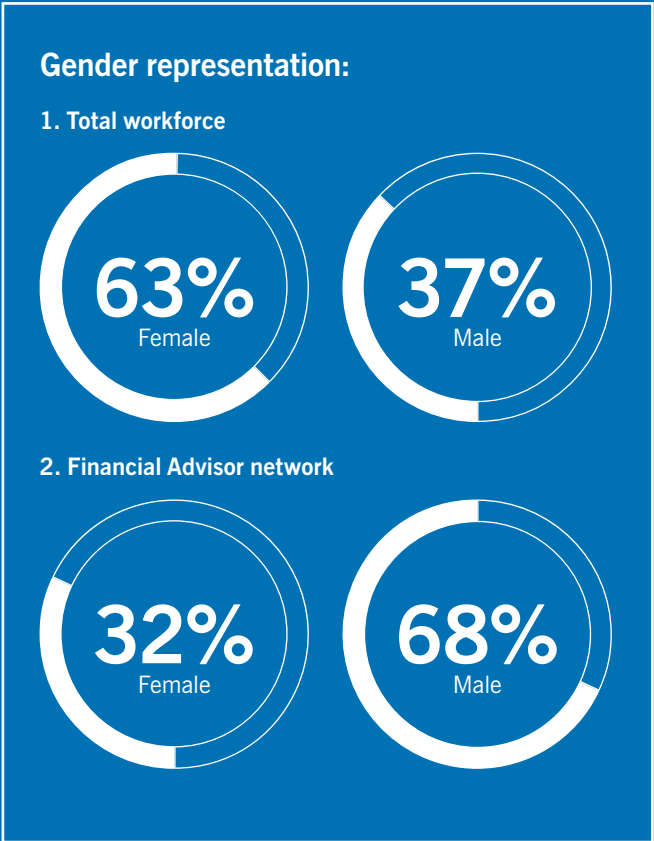 Gender representation:
1. Total workforce
63%
Female
37%
Male
2. Financial Advisor network
32%
Female
68%
Male